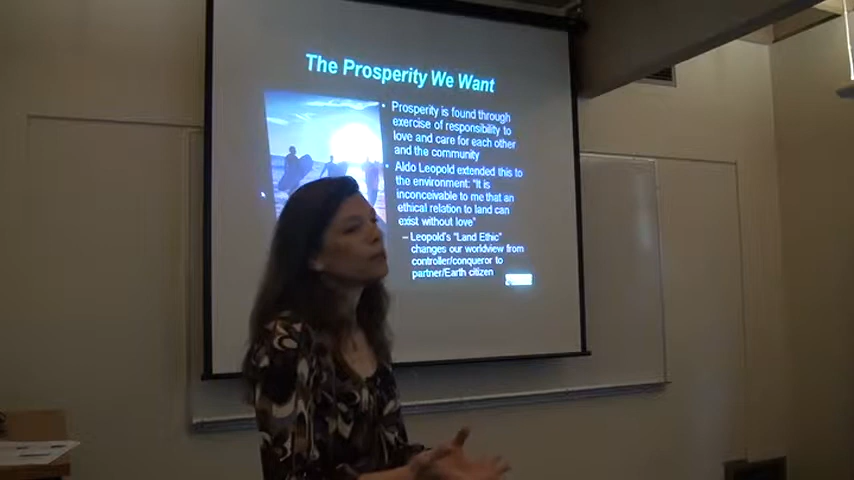 The Prosperity We Want
• Prosperity is found through
exercise of responsibility to
love and care for each other
and the community
• Aldo Leopold extended this to
the environment: "It is
inconceivable to me that an
ethical relation to land can
exist without love"
– Leopold's "Land Ethic"
changes our worldview from
controller/conqueror to
partner/Earth citizen